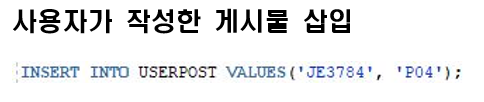 사용자가 작성한 게시물 삽입
INSERT INTO USERPOST VALUES('JE3784', 'P04');